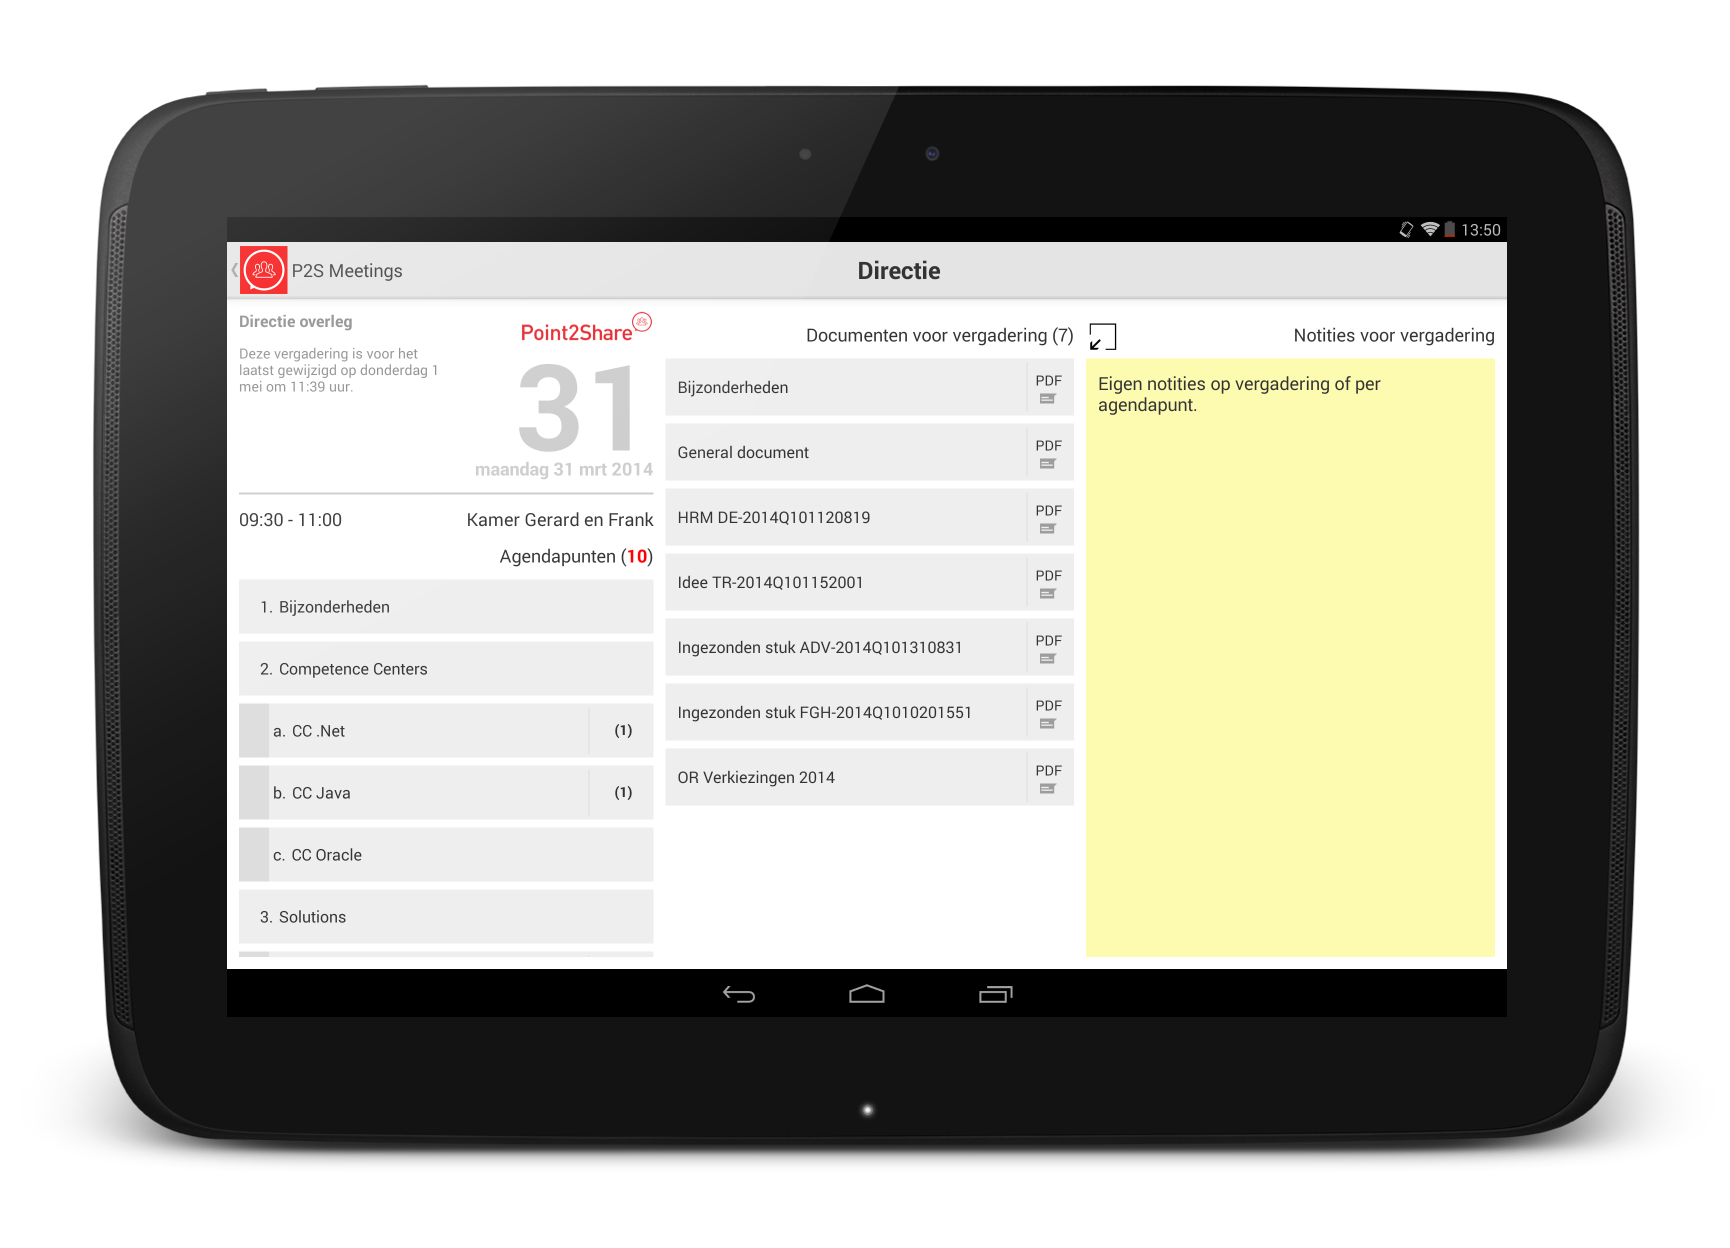 13:50
P2S Meetings
Directie
Directie overleg
Deze vergadering is voor het
laatst gewijzigd op donderdag 1
mei om 11:39 uur.
Point2Share
31
maandag 31 mrt 2014
09:30 - 11:00
Kamer Gerard en Frank
Agendapunten (10)
1. Bijzonderheden
2. Competence Centers
a. CC .Net (1)
b. CC Java (1)
c. CC Oracle
3. Solutions
Documenten voor vergadering (7)
Bijzonderheden PDF
General document PDF
HRM DE-2014Q101120819 PDF
Idee TR-2014Q101152001 PDF
Ingezonden stuk ADV-2014Q101310831 PDF
Ingezonden stuk FGH-2014Q1010201551 PDF
OR Verkiezingen 2014 PDF
Notities voor vergadering
Eigen notities op vergadering of per
agendapunt.